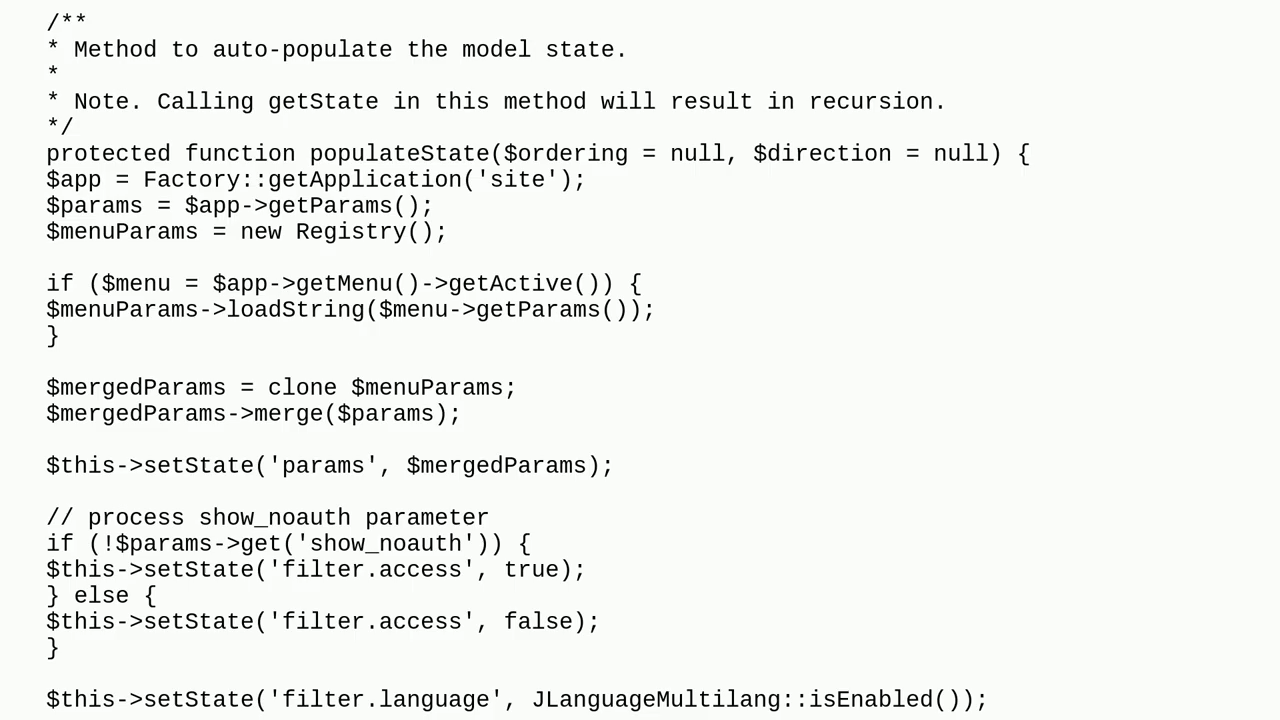 /**
* Method to auto-populate the model state.
*
* Note. Calling getState in this method will result in recursion.
*/
protected function populateState($ordering = null, $direction = null) {
$app = Factory::getApplication('site');
$params = $app->getParams();
$menuParams = new Registry();

if ($menu = $app->getMenu()->getActive()) {
$menuParams->loadString($menu->getParams());
}

$mergedParams = clone $menuParams;
$mergedParams->merge($params);

$this->setState('params', $mergedParams);

// process show_noauth parameter
if (!$params->get('show_noauth')) {
$this->setState('filter.access', true);
} else {
$this->setState('filter.access', false);
}

$this->setState('filter.language', JLanguageMultilang::isEnabled());